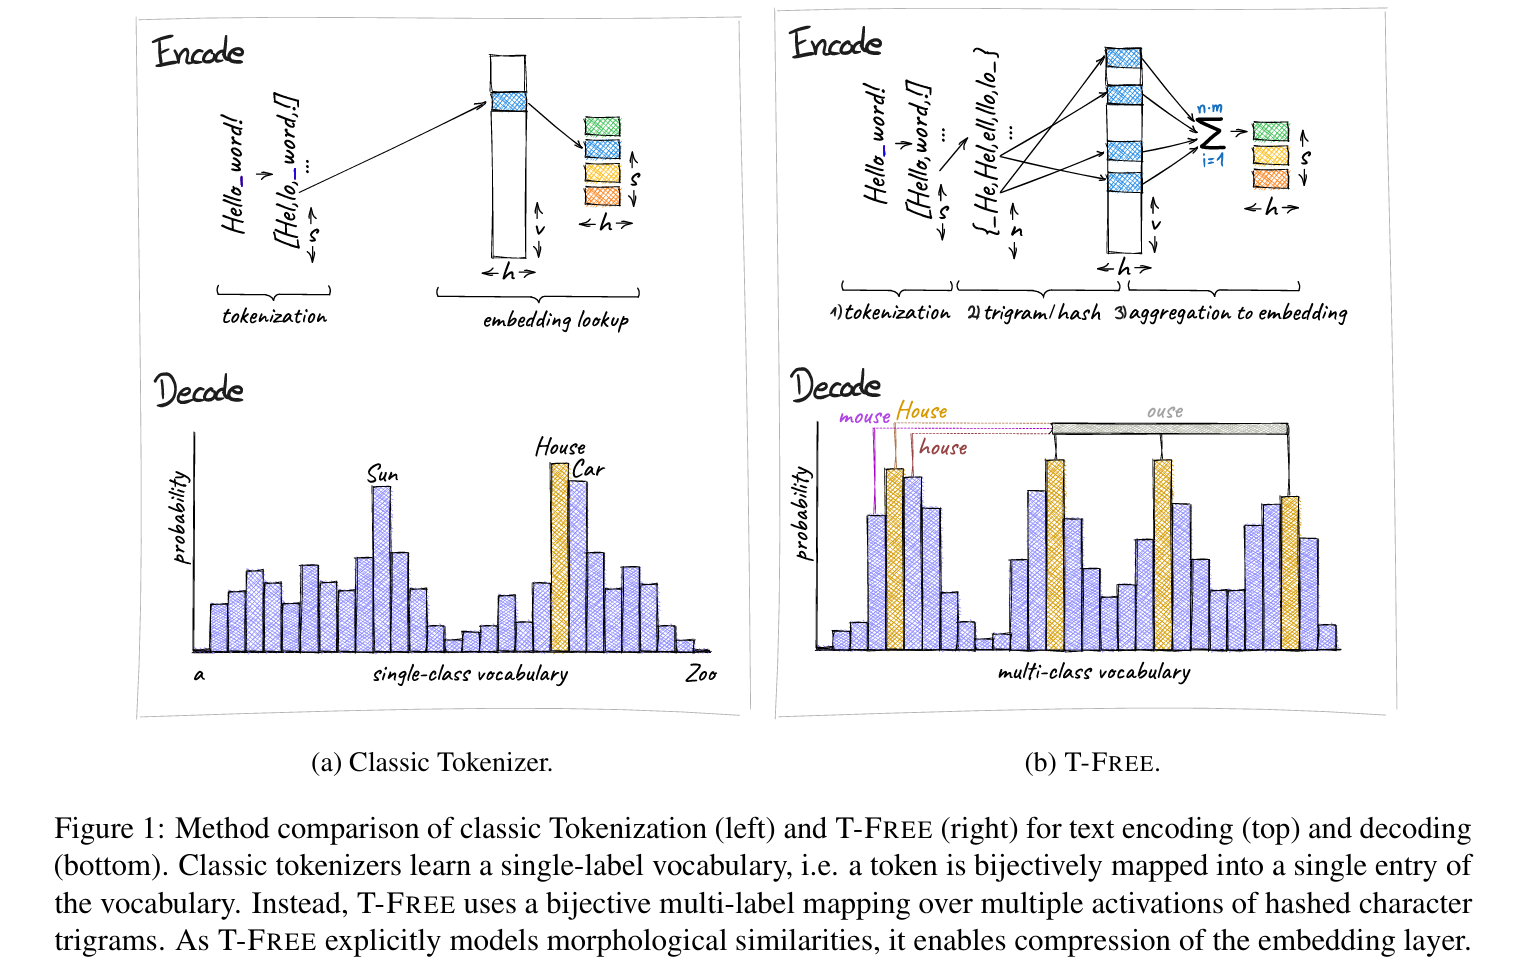 Encode
Hello_word!
[Hel,lo,_word,!]
...
s
v
h
s
h
tokenization
embedding lookup
Decode
probability
Sun
House
Car
a
single-class vocabulary
Zoo
(a) Classic Tokenizer.
Encode
Hello_word!
[Hello,word,!]
...
s
{_He,Hel,ell,llo,lo_}
...
n
v
h
n·m
∑
i=1
s
h
1) tokenization
2) trigram/hash
3) aggregation to embedding
Decode
probability
mouse
House
house
ouse
multi-class vocabulary
(b) T-FREE.
Figure 1: Method comparison of classic Tokenization (left) and T-FREE (right) for text encoding (top) and decoding
(bottom). Classic tokenizers learn a single-label vocabulary, i.e. a token is bijectively mapped into a single entry of
the vocabulary. Instead, T-FREE uses a bijective multi-label mapping over multiple activations of hashed character
trigrams. As T-FREE explicitly models morphological similarities, it enables compression of the embedding layer.